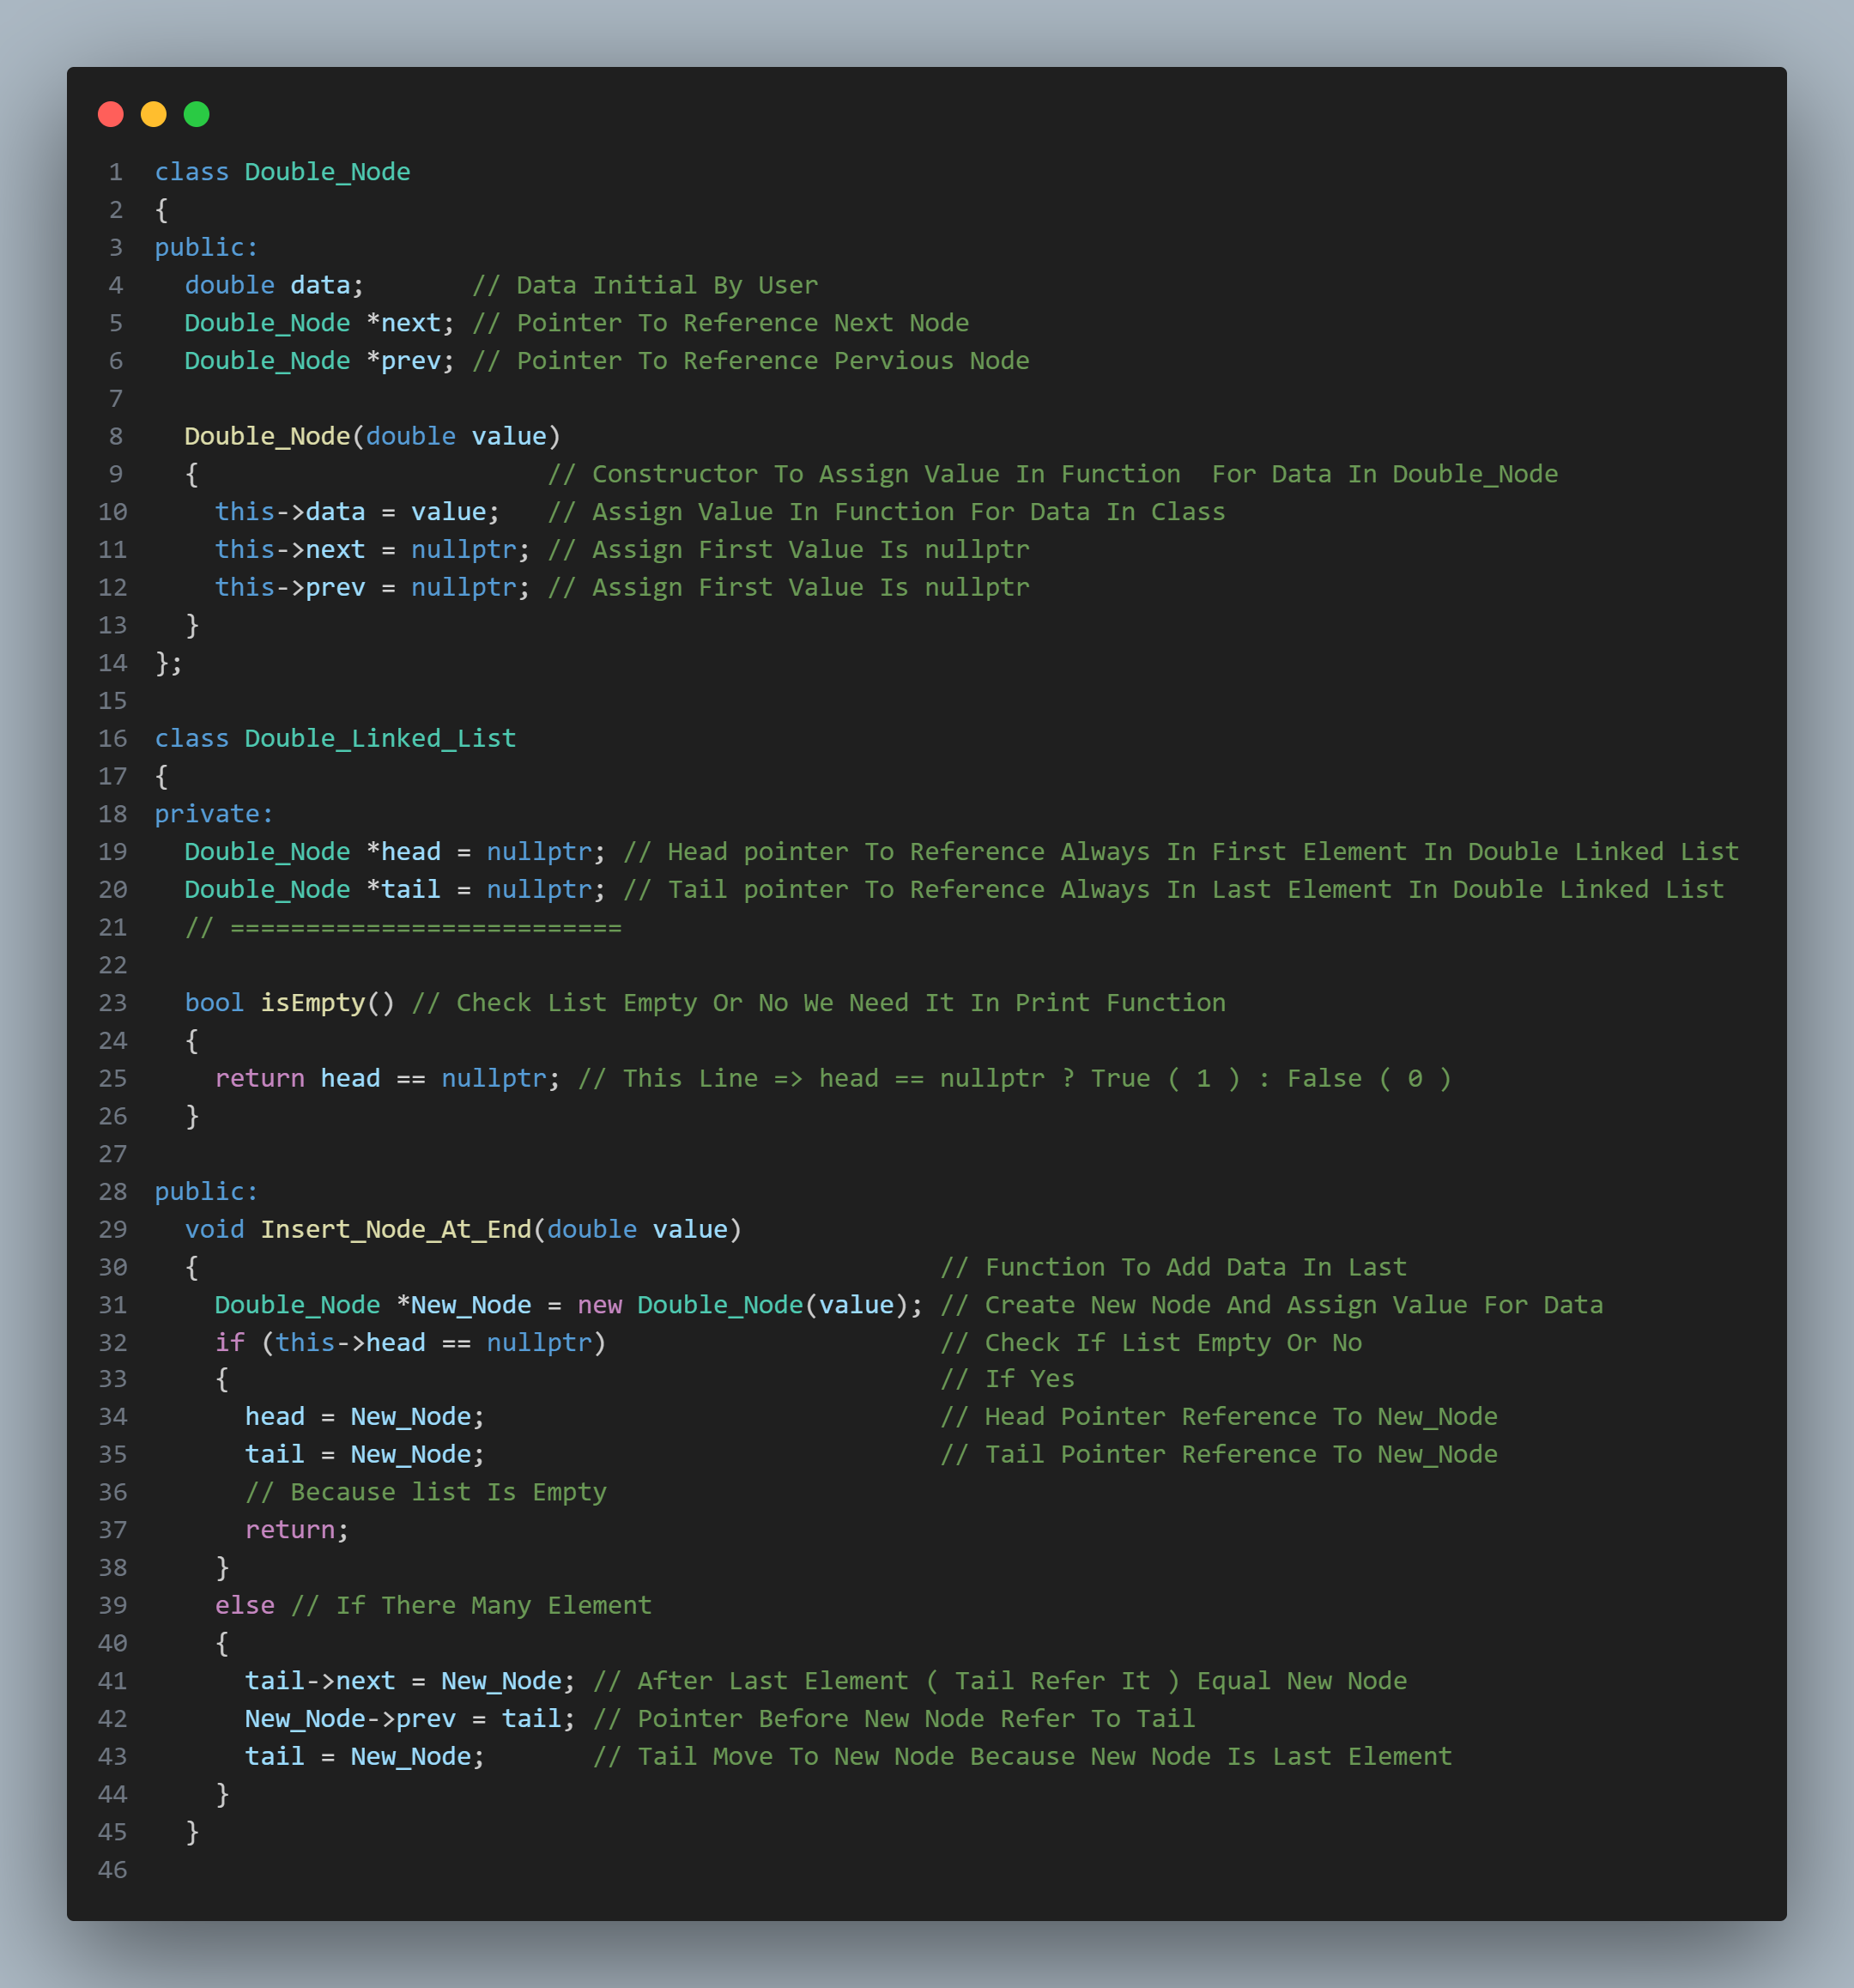 1 class Double_Node
2 {
3 public:
4   double data;       // Data Initial By User
5   Double_Node *next; // Pointer To Reference Next Node
6   Double_Node *prev; // Pointer To Reference Pervious Node
7
8   Double_Node(double value)
9   {                       // Constructor To Assign Value In Function  For Data In Double_Node
10     this->data = value;   // Assign Value In Function For Data In Class
11     this->next = nullptr; // Assign First Value Is nullptr
12     this->prev = nullptr; // Assign First Value Is nullptr
13   }
14 };
15
16 class Double_Linked_List
17 {
18 private:
19   Double_Node *head = nullptr; // Head pointer To Reference Always In First Element In Double Linked List
20   Double_Node *tail = nullptr; // Tail pointer To Reference Always In Last Element In Double Linked List
21   // ==========================
22
23   bool isEmpty() // Check List Empty Or No We Need It In Print Function
24   {
25     return head == nullptr; // This Line => head == nullptr ? True ( 1 ) : False ( 0 )
26   }
27
28 public:
29   void Insert_Node_At_End(double value)
30   {                                                 // Function To Add Data In Last
31     Double_Node *New_Node = new Double_Node(value); // Create New Node And Assign Value For Data
32     if (this->head == nullptr)                      // Check If List Empty Or No
33     {                                               // If Yes
34       head = New_Node;                              // Head Pointer Reference To New_Node
35       tail = New_Node;                              // Tail Pointer Reference To New_Node
36       // Because list Is Empty
37       return;
38     }
39     else // If There Many Element
40     {
41       tail->next = New_Node; // After Last Element ( Tail Refer It ) Equal New Node
42       New_Node->prev = tail; // Pointer Before New Node Refer To Tail
43       tail = New_Node;       // Tail Move To New Node Because New Node Is Last Element
44     }
45   }
46